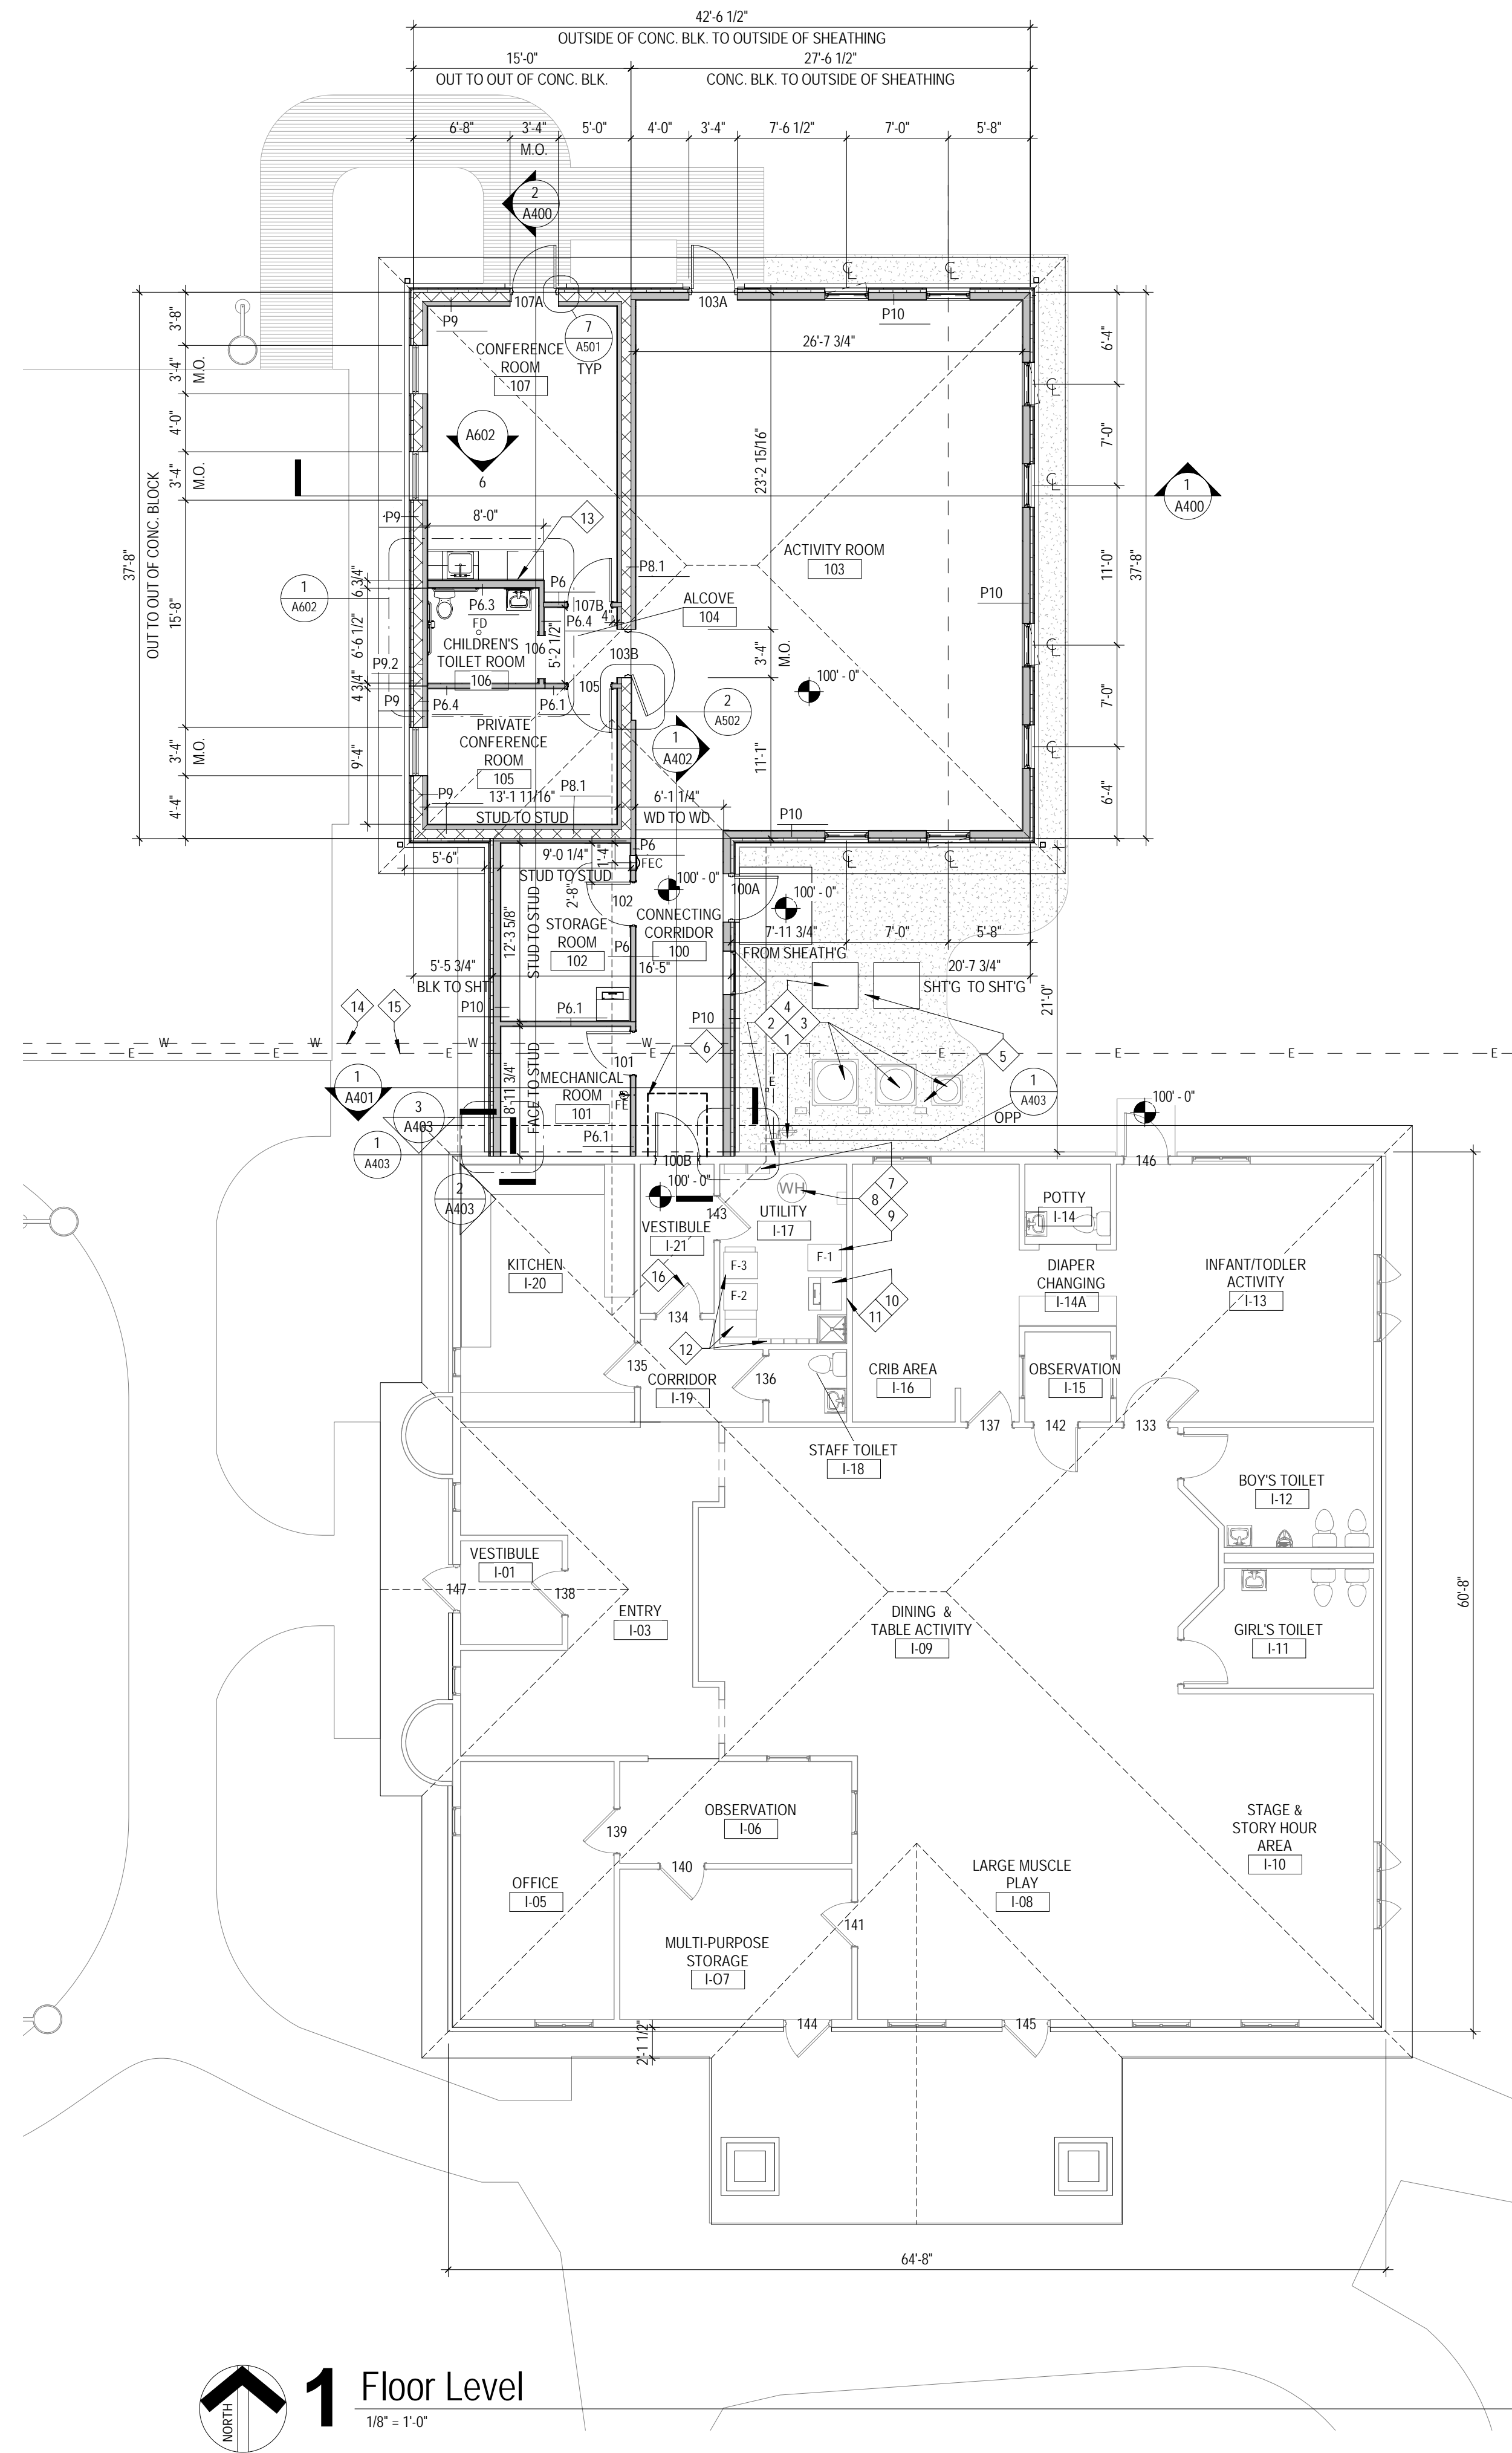 42'-6 1/2"
OUTSIDE OF CONC. BLK. TO OUTSIDE OF SHEATHING
15'-0"
27'-6 1/2"
OUT TO OUT OF CONC. BLK.
CONC. BLK. TO OUTSIDE OF SHEATHING
6'-8"
3'-4"
5'-0"
4'-0"
3'-4"
7'-6 1/2"
7'-0"
5'-8"
M.O.
2
A400
107A
103A
P9
P10
7
A501
TYP
26'-7 3/4"
CONFERENCE
ROOM
107
3'-8"
3'-4"
M.O.
4'-0"
3'-4"
M.O.
15'-8"
3'-4"
M.O.
4'-4"
37'-8"
OUT TO OUT OF CONC. BLOCK
6'-4"
7'-0"
11'-0"
7'-0"
6'-4"
37'-8"
A602
6
23'-2 15/16"
1
A400
P9
8'-0"
13
ACTIVITY ROOM
103
P8.1
P6
P10
1
A602
6 3/4"
6'-6 1/2"
4 3/4"
9'-4"
P6.3
107B
4"
P6.4
ALCOVE
104
FD
CHILDREN'S
TOILET ROOM
106
106
5'-2 1/2"
103B
3'-4"
M.O.
P9.2
P9
P6.4
P6.1
105
100' - 0"
2
A502
PRIVATE
CONFERENCE
ROOM
105
1
A402
11'-1"
P9
P8.1
13'-1 11/16"
STUD TO STUD
6'-1 1/4"
WD TO WD
P10
5'-6"
9'-0 1/4"
STUD TO STUD
1'-4"
P6
FEC
2'-8"
102
100' - 0"
100A
100' - 0"
12'-3 5/8"
STUD TO STUD
STORAGE
ROOM
102
CONNECTING
CORRIDOR
100
P6
7'-11 3/4"
7'-0"
5'-8"
FROM SHEATH'G
5'-5 3/4"
BLK TO SHT
16'-5"
20'-7 3/4"
SHT'G TO SHT'G
21'-0"
14
15
P10
P6.1
P10
4
2
3
1
W
W
W
E
E
E
E
E
E
E
E
E
6
5
101
MECHANICAL
ROOM
101
FE
8'-11 3/4"
FACE TO STUD
1
A401
3
A403
1
A403
1
A403
OPP
100' - 0"
P6.1
100B
100' - 0"
146
2
A403
WH
7
8
9
143
VESTIBULE
I-21
UTILITY
I-17
POTTY
I-14
KITCHEN
I-20
16
F-3
F-1
F-2
DIAPER
CHANGING
I-14A
INFANT/TODLER
ACTIVITY
I-13
10
11
134
12
135
CORRIDOR
I-19
136
CRIB AREA
I-16
OBSERVATION
I-15
137
142
133
STAFF TOILET
I-18
BOY'S TOILET
I-12
VESTIBULE
I-01
147
138
ENTRY
I-03
DINING &
TABLE ACTIVITY
I-09
GIRL'S TOILET
I-11
60'-8"
OBSERVATION
I-06
139
140
STAGE &
STORY HOUR
AREA
I-10
OFFICE
I-05
LARGE MUSCLE
PLAY
I-08
141
MULTI-PURPOSE
STORAGE
I-O7
144
145
2'-1 1/2"
64'-8"
NORTH
1
Floor Level
1/8" = 1'-0"